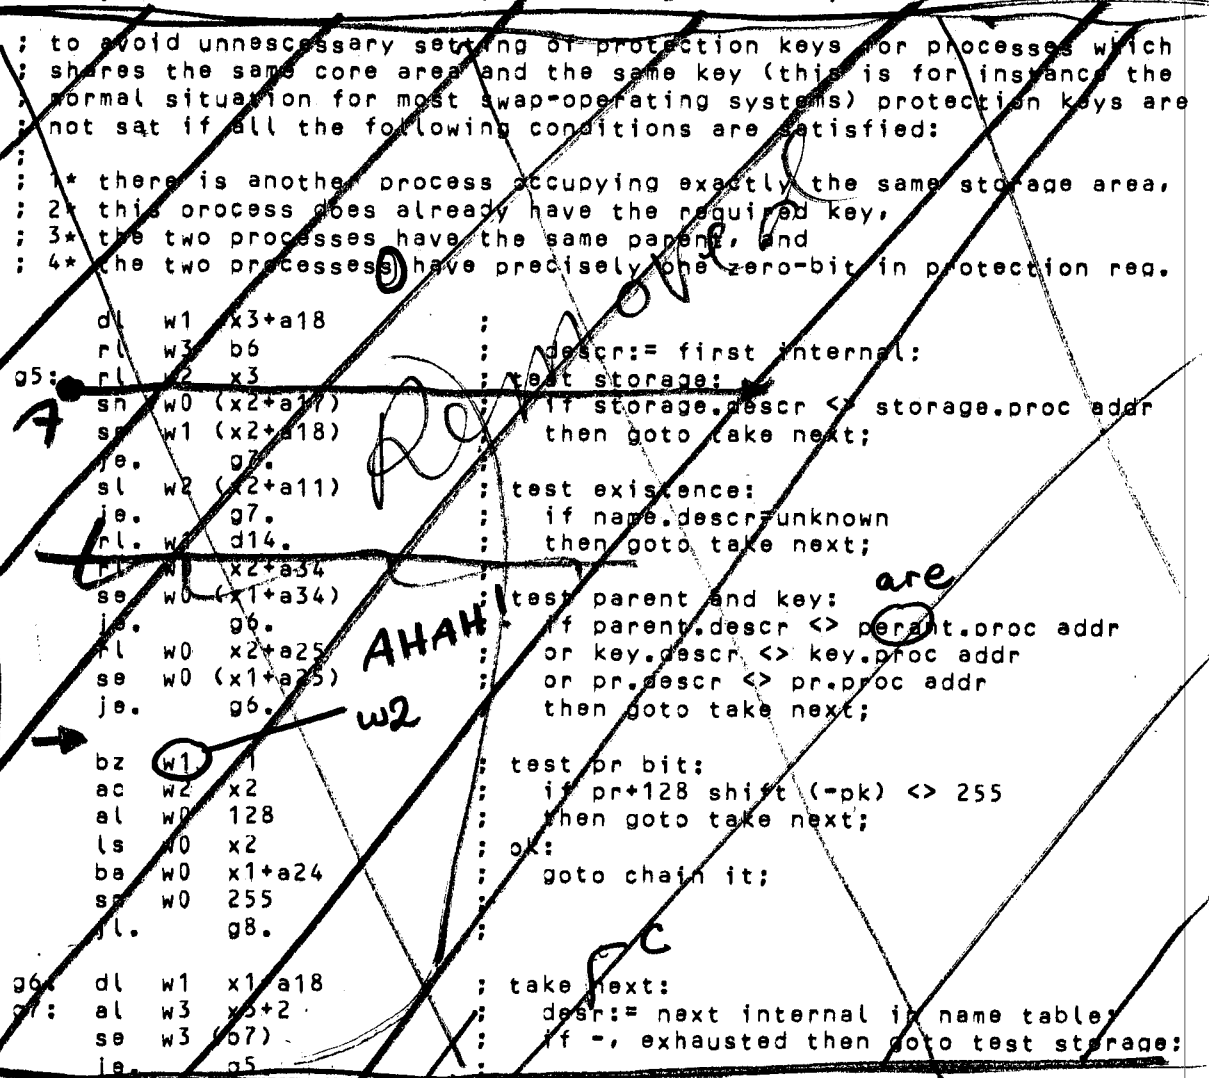 ; to avoid unnescessary setting of protection keys for processes which
; shares the same core area and the same key (this is for instance the
; normal situation for most swap-operating systems) protection keys are
; not sat if all the following conditions are satisfied:
;
; 1* there is another process occupying exactly the same storage area,
; 2* this process does already have the required key,
; 3* the two processes have the same parent, and
; 4* the two processess have precisely one zero-bit in protection reg.
dl w1 x3+a18 ;
rl w3 b6 ; descr:= first internal;
g5: rl w2 x3 ; test storage:
sn w0 (x2+a17) ; if storage.descr <> storage.proc addr
se w1 (x2+a18) ; then goto take next;
je. g7. ;
sl w2 (x2+a11) ; test existence:
je. g7. ; if name.descr=unknown
rl. w1 d14. ; then goto take next;
rl w0 x2+a34 ;
are
se w0 (x1+a34) ; test parent and key:
je. g6. ; if parent.descr <> perant.proc addr
AHAH!
rl w0 x2+a25 ; or key.descr <> key.proc addr
se w0 (x1+a25) ; or pr.descr <> pr.proc addr
je. g6. ; then goto take next;
w2
bz w1 ; test pr bit:
ac w2 x2 ; if pr+128 shift (-pk) <> 255
al w0 128 ; then goto take next;
ls w0 x2 ; ok:
ba w0 x1+a24 ; goto chain it;
sn w0 255 ;
jl. g8. ;
c
g6: dl w1 x1+a18 ; take next:
g7: al w3 x3+2 ; desr:= next internal in name table;
se w3 (b7) ; if -, exhausted then goto test storage;
je. g5.
Removed